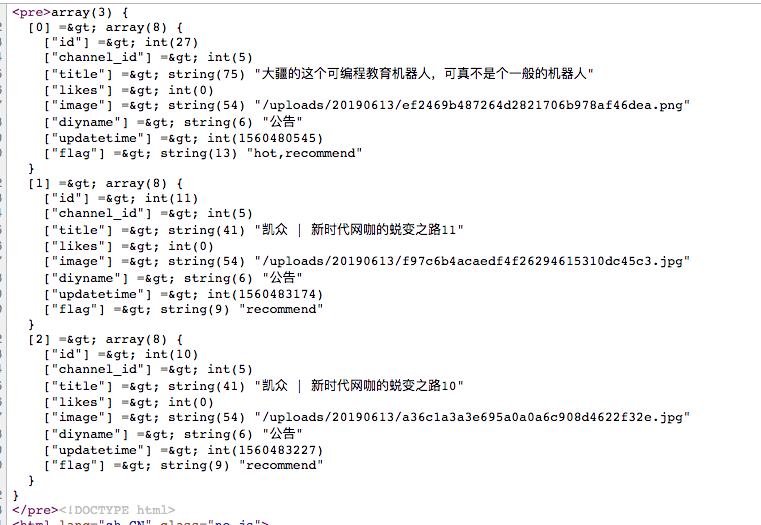 <pre>array(3) {
[0] =&gt; array(8) {
["id"] =&gt; int(27)
["channel_id"] =&gt; int(5)
["title"] =&gt; string(75) "大疆的这个可编程教育机器人，可真不是个一般的机器人"
["likes"] =&gt; int(0)
["image"] =&gt; string(54) "/uploads/20190613/ef2469b487264d2821706b978af46dea.png"
["diyname"] =&gt; string(6) "公告"
["updatetime"] =&gt; int(1560480545)
["flag"] =&gt; string(13) "hot,recommend"
}
[1] =&gt; array(8) {
["id"] =&gt; int(11)
["channel_id"] =&gt; int(5)
["title"] =&gt; string(41) "凯众 | 新时代网咖的蜕变之路11"
["likes"] =&gt; int(0)
["image"] =&gt; string(54) "/uploads/20190613/f97c6b4acaedf4f26294615310dc45c3.jpg"
["diyname"] =&gt; string(6) "公告"
["updatetime"] =&gt; int(1560483174)
["flag"] =&gt; string(9) "recommend"
}
[2] =&gt; array(8) {
["id"] =&gt; int(10)
["channel_id"] =&gt; int(5)
["title"] =&gt; string(41) "凯众 | 新时代网咖的蜕变之路10"
["likes"] =&gt; int(0)
["image"] =&gt; string(54) "/uploads/20190613/a36c1a3a3e695a0a0a6c908d4622f32e.jpg"
["diyname"] =&gt; string(6) "公告"
["updatetime"] =&gt; int(1560483227)
["flag"] =&gt; string(9) "recommend"
}
}
</pre><!DOCTYPE html>
<html lang="zh-CN" class="no-js">